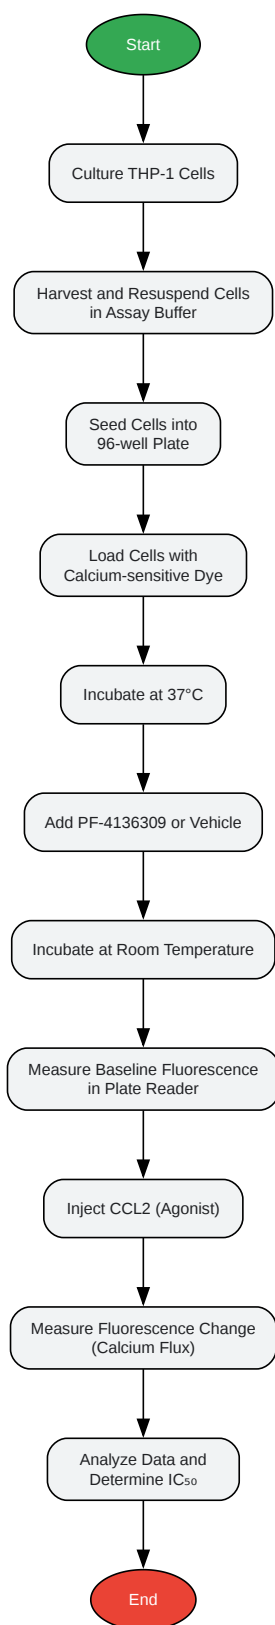 Start
Culture THP-1 Cells
Harvest and Resuspend Cells
in Assay Buffer
Seed Cells into
96-well Plate
Load Cells with
Calcium-sensitive Dye
Incubate at 37°C
Add PF-4136309 or Vehicle
Incubate at Room Temperature
Measure Baseline Fluorescence
in Plate Reader
Inject CCL2 (Agonist)
Measure Fluorescence Change
(Calcium Flux)
Analyze Data and
Determine IC₅₀
End